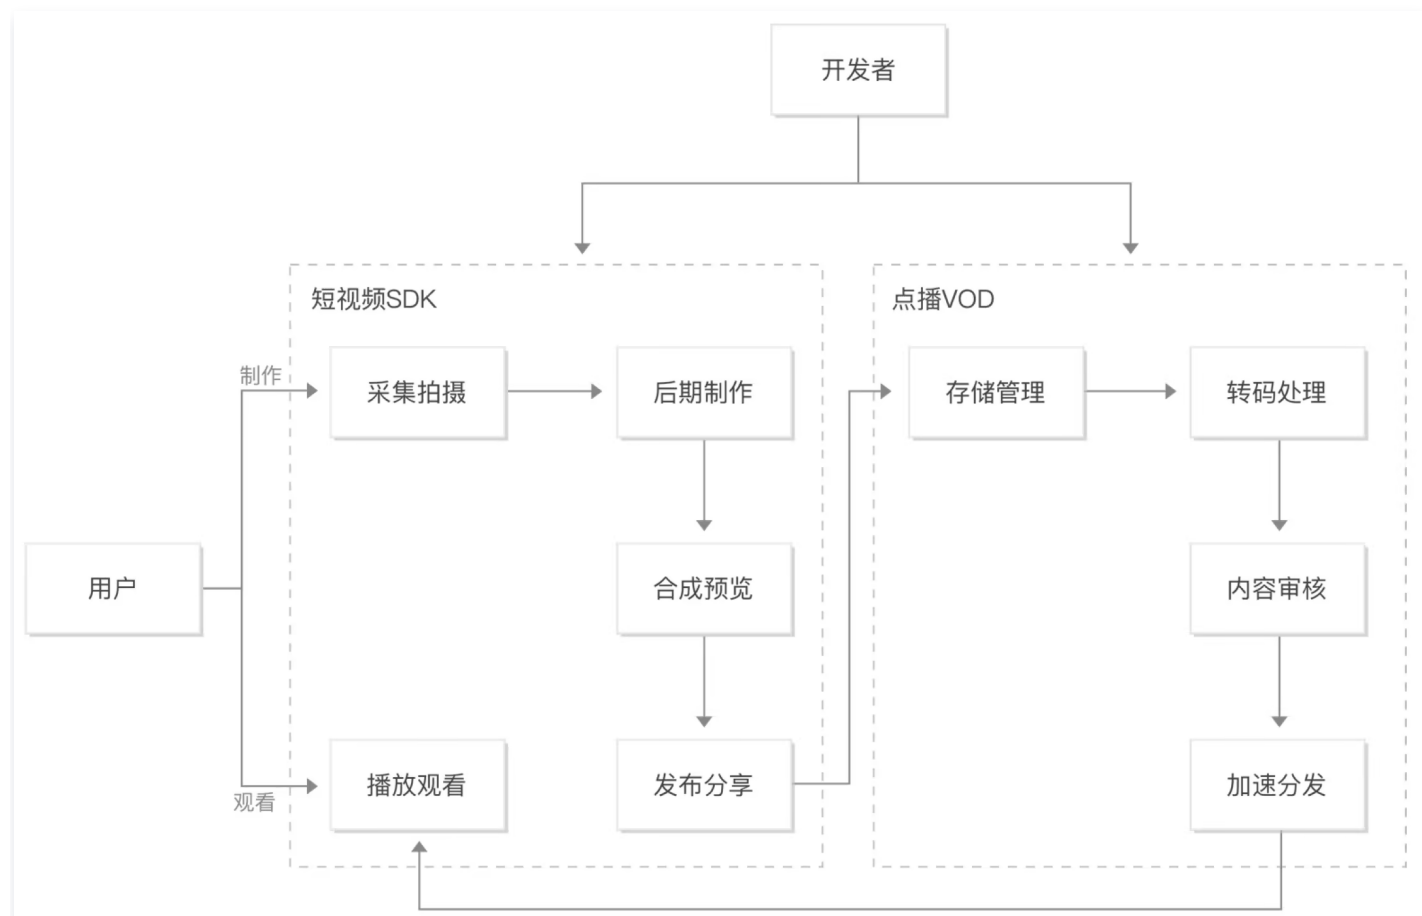 开发者
短视频SDK
点播VOD
制作
采集拍摄
后期制作
存储管理
转码处理
用户
合成预览
内容审核
观看
播放观看
发布分享
加速分发